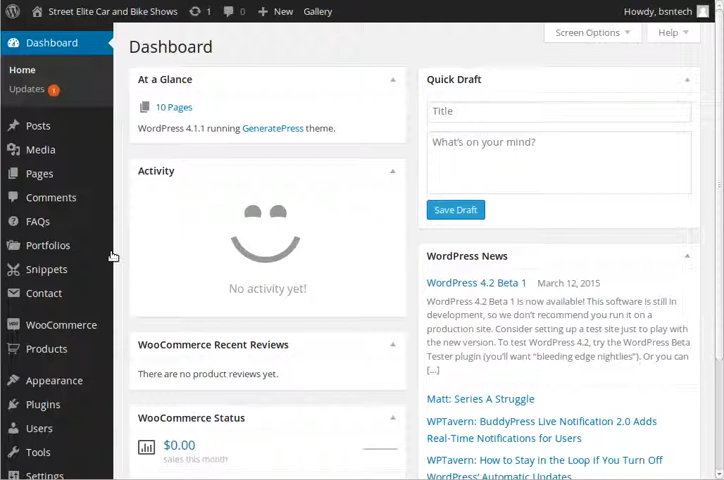 Street Elite Car and Bike Shows 1 0 + New Gallery Howdy, bsntech
Dashboard
Home
Updates 1
Posts
Media
Pages
Comments
FAQs
Portfolios
Snippets
Contact
WooCommerce
Products
Appearance
Plugins
Users
Tools
Settings
Screen Options Help
Dashboard
At a Glance
10 Pages
WordPress 4.1.1 running GeneratePress theme.
Activity
No activity yet!
WooCommerce Recent Reviews
There are no product reviews yet.
WooCommerce Status
$0.00
sales this month
Quick Draft
Title
What's on your mind?
Save Draft
WordPress News
WordPress 4.2 Beta 1 March 12, 2015
WordPress 4.2 Beta 1 is now available! This software is still in
development, so we don't recommend you run it on a
production site. Consider setting up a test site just to play with
the new version. To test WordPress 4.2, try the WordPress Beta
Tester plugin (you'll want "bleeding edge nightlies"). Or you can
[...]
Matt: Series A Struggle
WPTavern: BuddyPress Live Notification 2.0 Adds
Real-Time Notifications for Users
WPTavern: How to Stay in the Loop if You Turn Off
WordPress' Automatic Updates